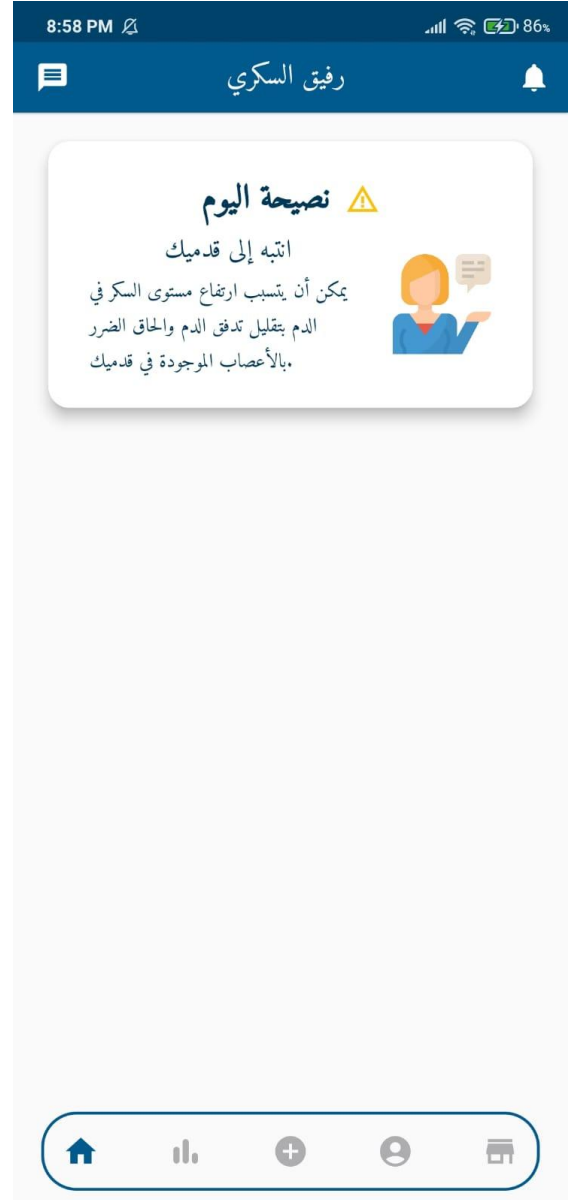 8:58 PM 86%
رفيق السكري
نصيحة اليوم
انتبه إلى قدميك
يمكن أن يتسبب ارتفاع مستوى السكر في
الدم بتقليل تدفق الدم والحاق الضرر
.بالأعصاب الموجودة في قدميك